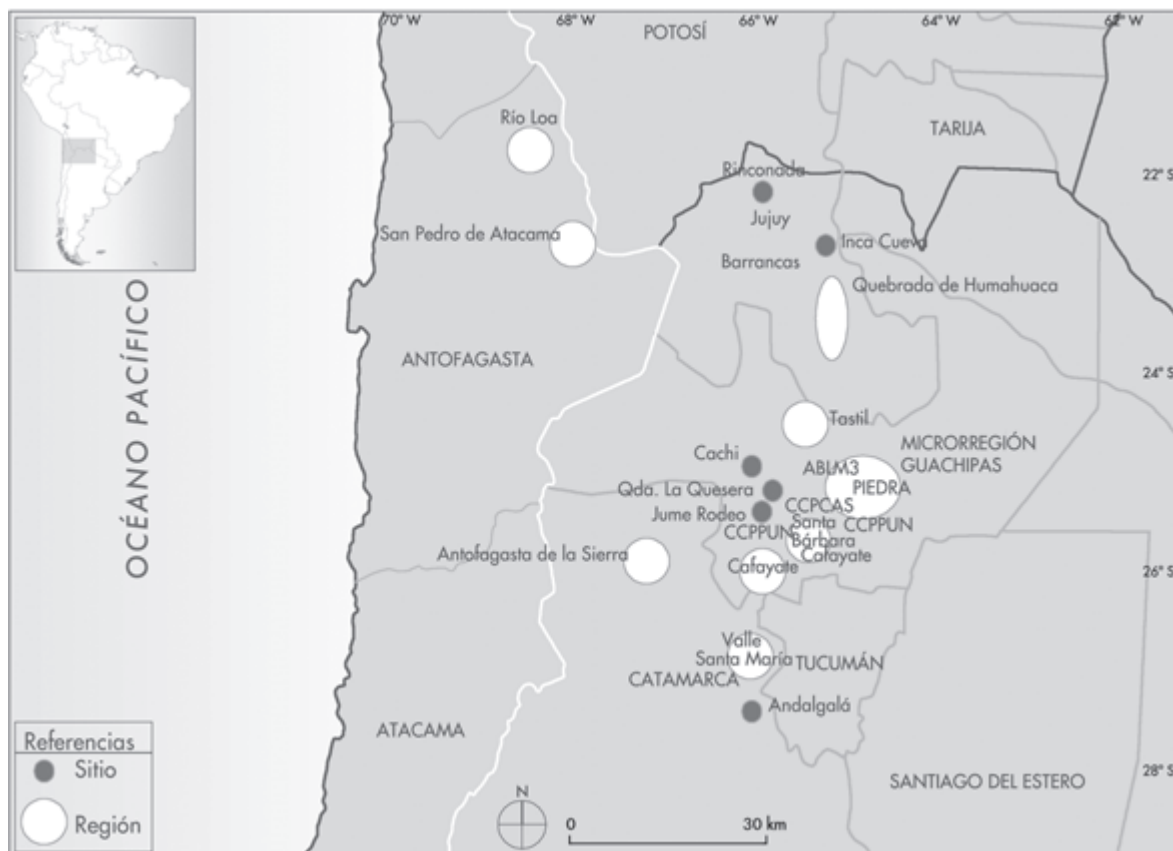 70° W
68° W
66° W
64° W
62° W
POTOSÍ
Río Loa
TARIJA
22° S
Rinconada
Jujuy
San Pedro de Atacama
Inca Cueva
Barrancas
Quebrada de Humahuaca
OCÉANO PACÍFICO
ANTOFAGASTA
24° S
Tastil
MICRORREGIÓN
GUACHIPAS
Cachi
ABLM3
PIEDRA
Qda. La Quesera
CCPCAS
Jume Rodeo
Santa
Bárbara
CCPPUN
CCPPUN
Cafayate
Antofagasta de la Sierra
Cafayate
26° S
Valle
Santa María
TUCUMÁN
CATAMARCA
Andalgalá
ATACAMA
Referencias
Sitio
Región
SANTIAGO DEL ESTERO
28° S
N
0
30 km